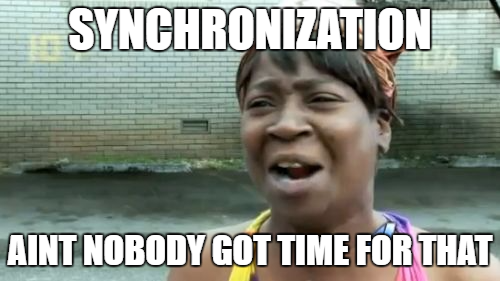 SYNCHRONIZATION
AINT NOBODY GOT TIME FOR THAT